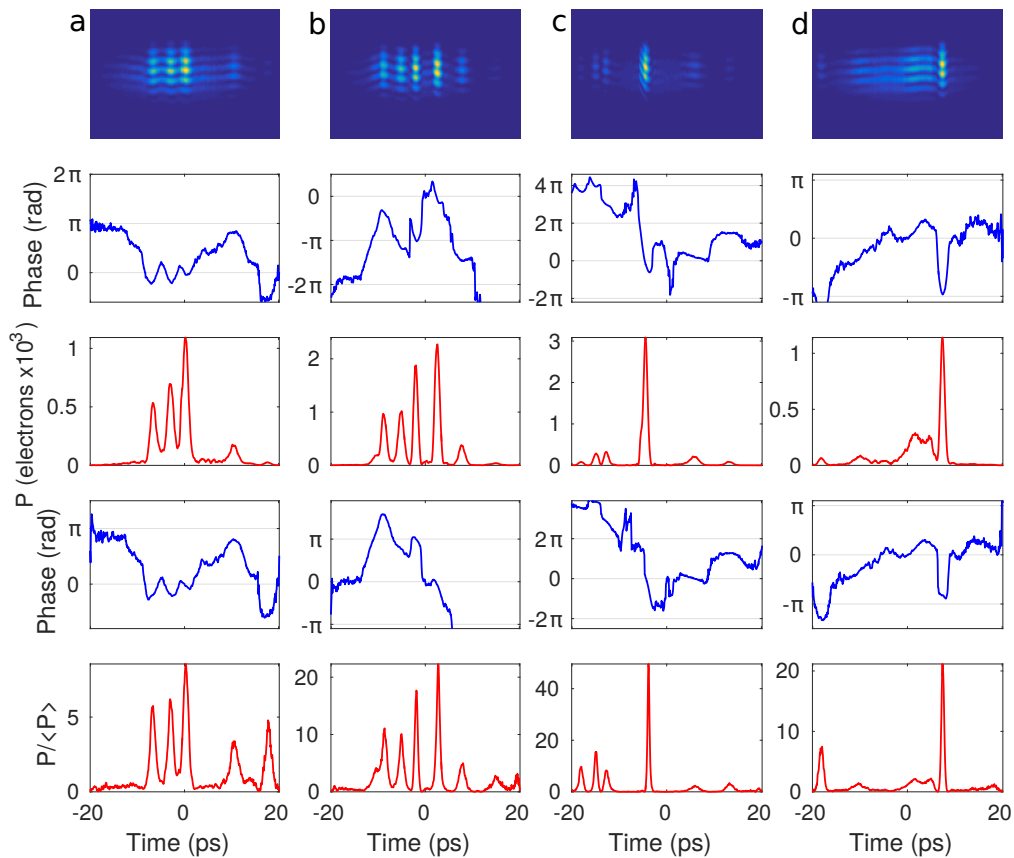 a b c d
Phase (rad)
2π π 0
0 -π -2π
4π 2π 0 -2π
π 0 -π
P (electrons x10³)
1 0.5 0
2 1 0
3 2 1 0
1 0.5 0
Phase (rad)
π 0
π 0 -π
2π 0 -2π
π 0 -π
P/<P>
5 0
20 10 0
40 20 0
20 10 0
-20 0 20 -20 0 20 -20 0 20 -20 0 20
Time (ps) Time (ps) Time (ps) Time (ps)